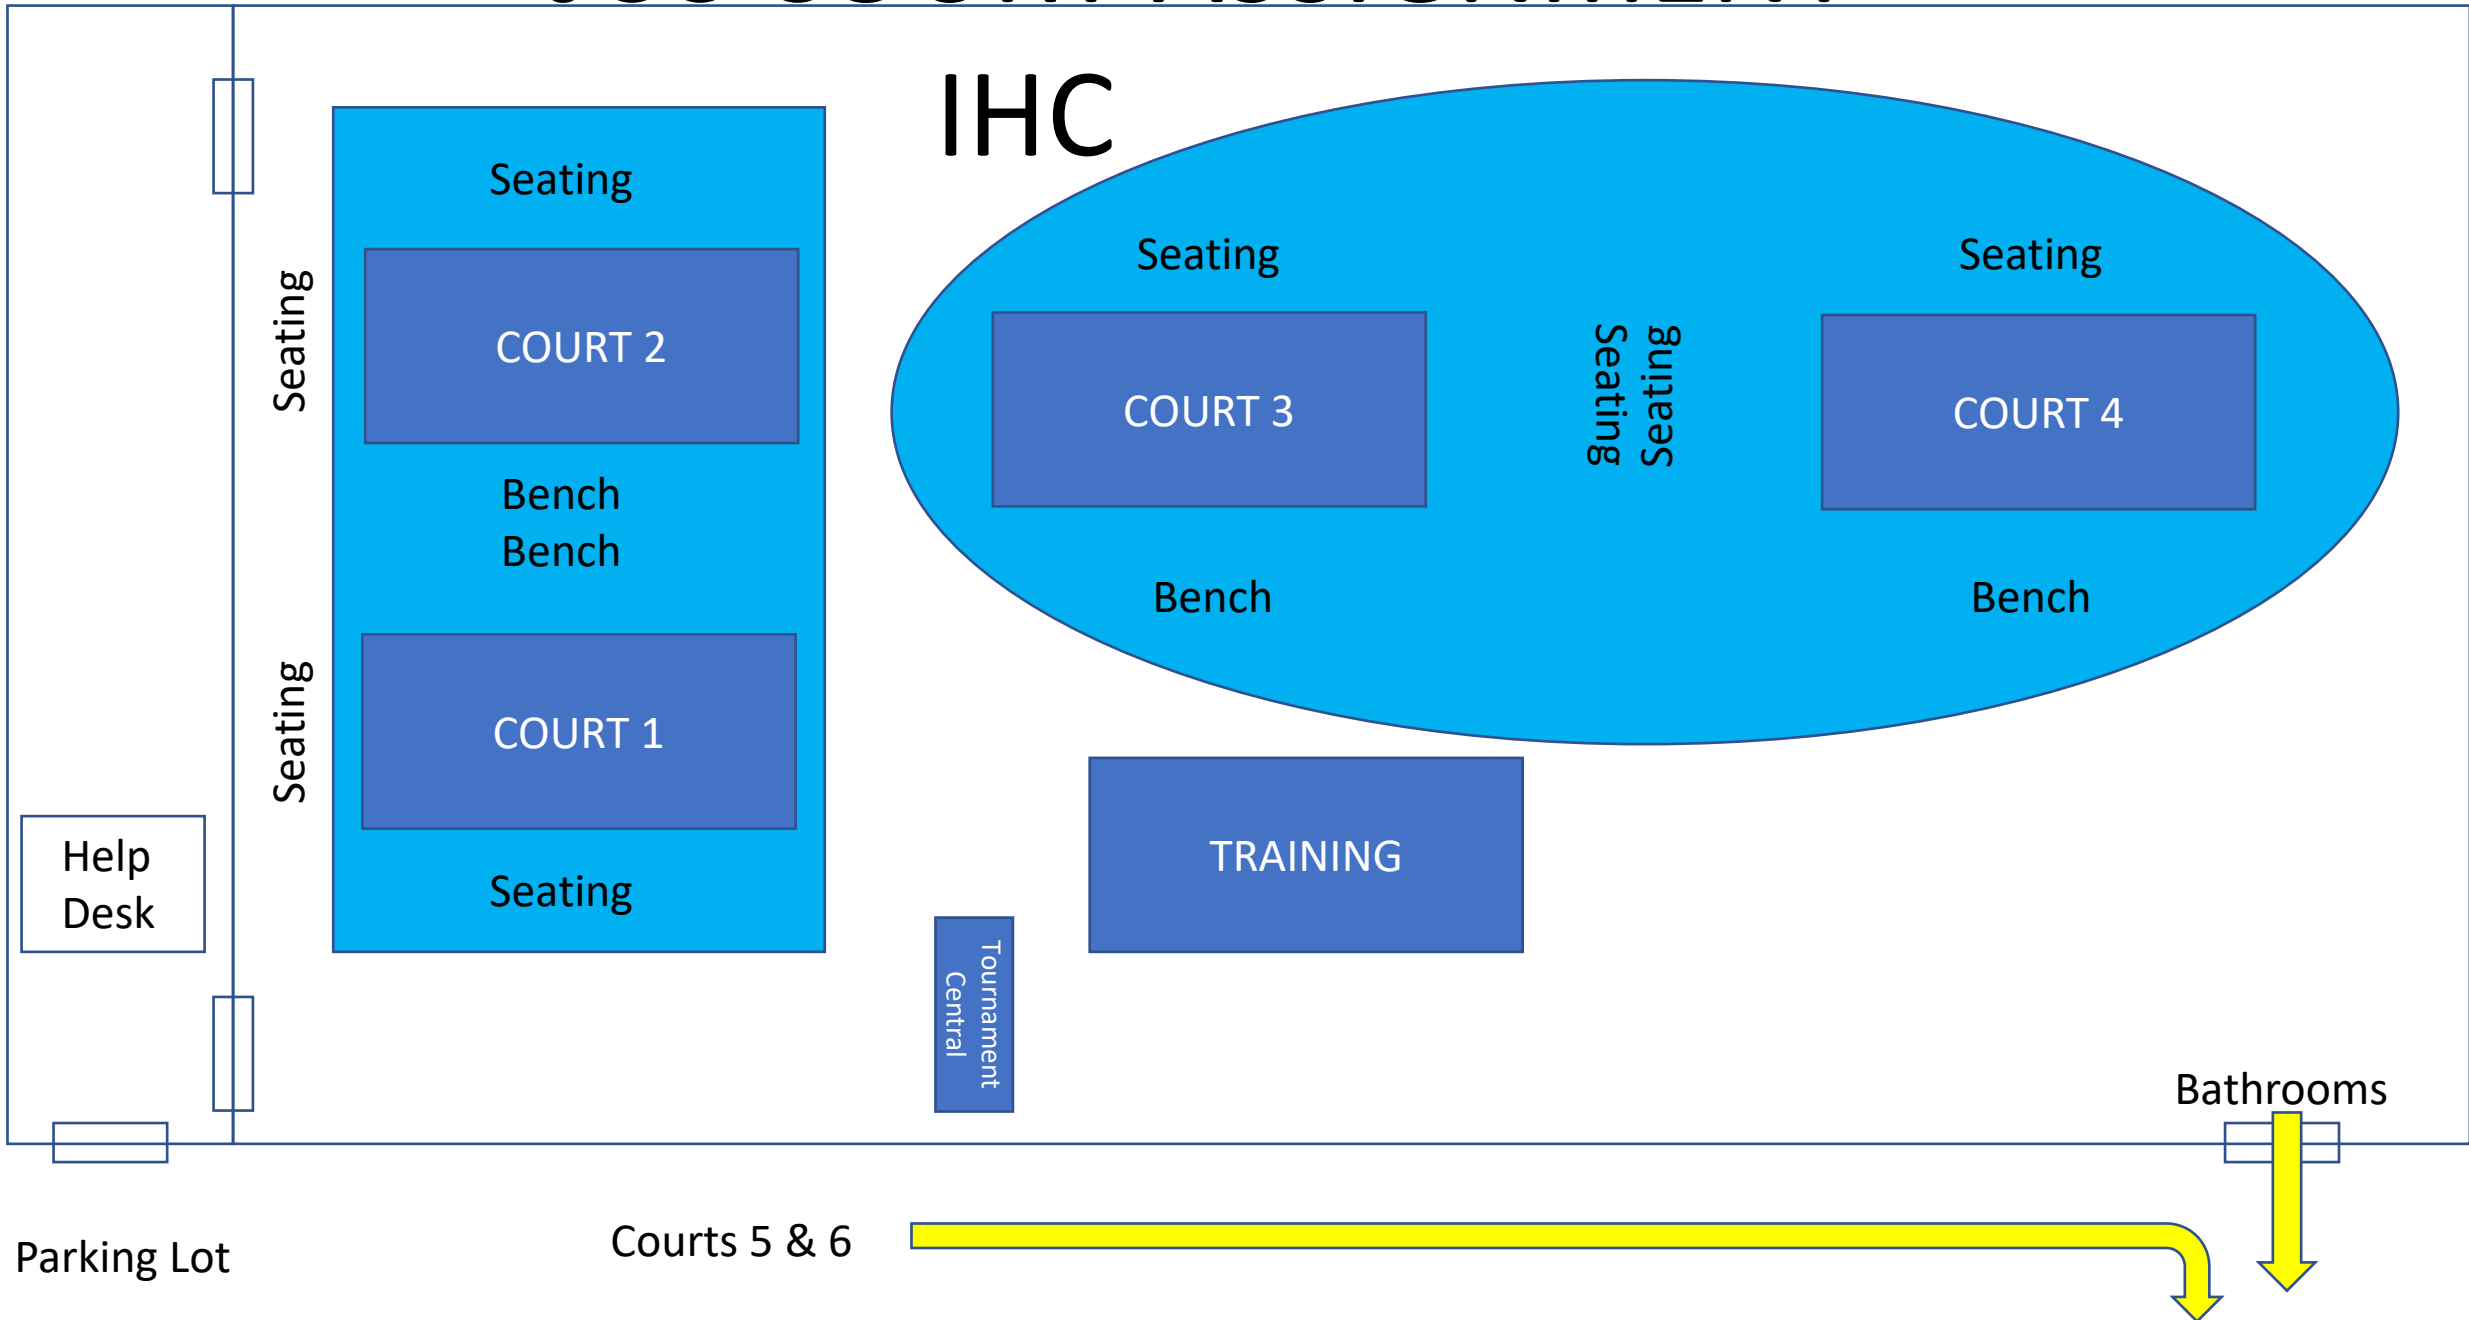 IHC
Seating
Seating
COURT 2
Bench
Bench
Seating
COURT 1
Seating
Seating
Seating
COURT 3
Seating
Seating
COURT 4
Bench
Bench
TRAINING
Help
Desk
Tournament
Central
Bathrooms
Courts 5 & 6
Parking Lot